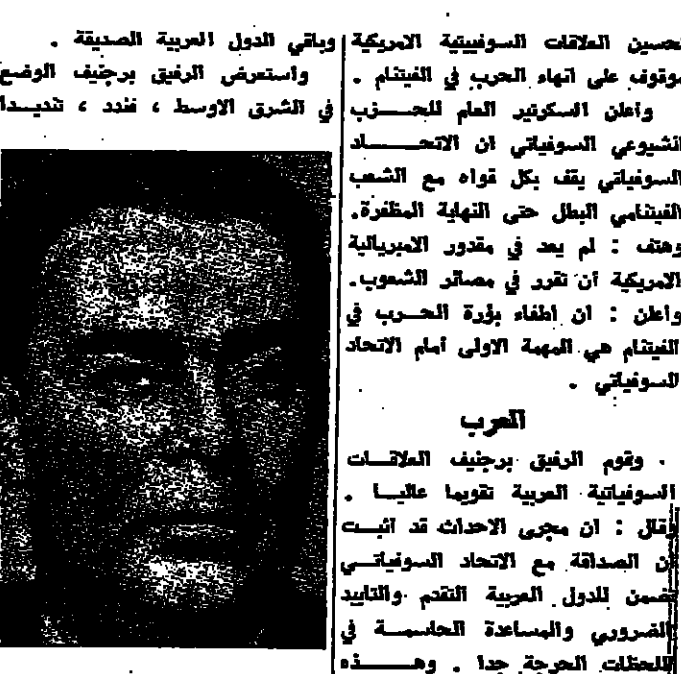 لتحسين العلاقات السوفييتية الامريكية
موقوف على انهاء الحرب في الفيتنام .
وأعلن السكرتير العام للحزب
الشيوعي السوفياتي ان الاتحاد
السوفياتي يقف بكل قواه مع الشعب
الفيتنامي البطل حتى النهاية المظفرة.
وهتف : لم يعد في مقدور الامبريالية
الامريكية أن تقرر في مصائر الشعوب.
واعلن : ان اطفاء بؤرة الحرب في
الفيتنام هي المهمة الاولى أمام الاتحاد
السوفياتي .
العرب
. وقوم الرفيق برجنيف العلاقات
السوفياتية العربية تقويما عاليا .
وقال : ان مجرى الاحداث قد اثبت
أن الصداقة مع الاتحاد السوفياتي
تضمن للدول العربية التقدم والتاييد
الضروري والمساعدة الحاسمة في
اللحظات الحرجة جدا . وهذه
وباقي الدول العربية الصديقة .
واستعرض الرفيق برجنيف الوضع
في الشرق الاوسط ، فندد ، تنديدا